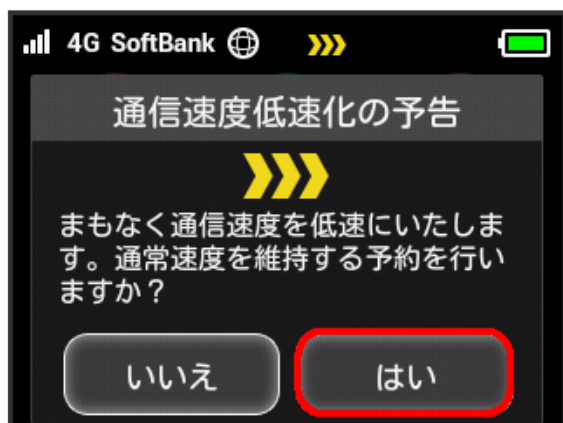 4G SoftBank
通信速度低速化の予告
まもなく通信速度を低速にいたしま
す。通常速度を維持する予約を行い
ますか？
いいえ はい